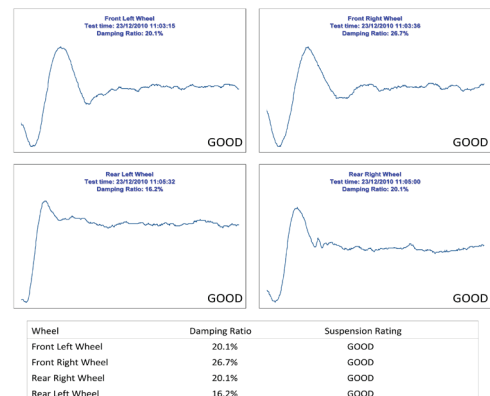 Front Left Wheel
Test time: 23/12/2010 11:03:15
Damping Ratio: 20.1%
GOOD
Front Right Wheel
Test time: 23/12/2010 11:03:36
Damping Ratio: 26.7%
GOOD
Rear Left Wheel
Test time: 23/12/2010 11:05:32
Damping Ratio: 16.2%
GOOD
Rear Right Wheel
Test time: 23/12/2010 11:05:00
Damping Ratio: 20.1%
GOOD
Wheel Damping Ratio Suspension Rating
Front Left Wheel 20.1% GOOD
Front Right Wheel 26.7% GOOD
Rear Right Wheel 20.1% GOOD
Rear Left Wheel 16.2% GOOD